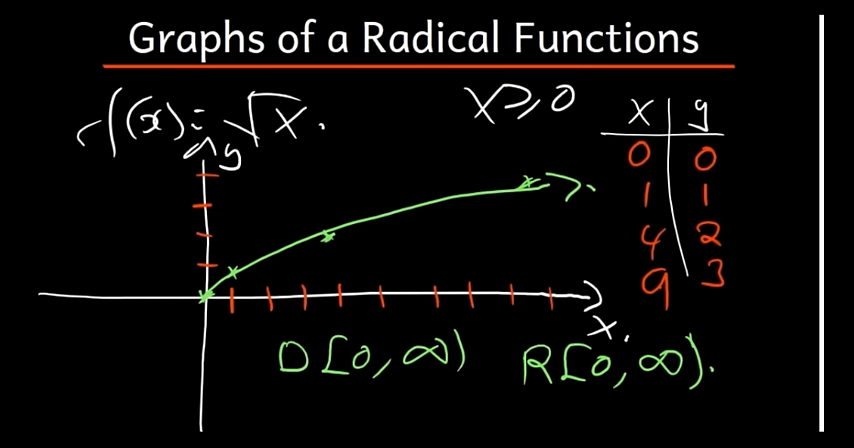 Graphs of a Radical Functions
f(x) = √x.
x ≥ 0
x y
0 0
1 1
4 2
9 3
y
x.
D[0, ∞)
R[0, ∞).